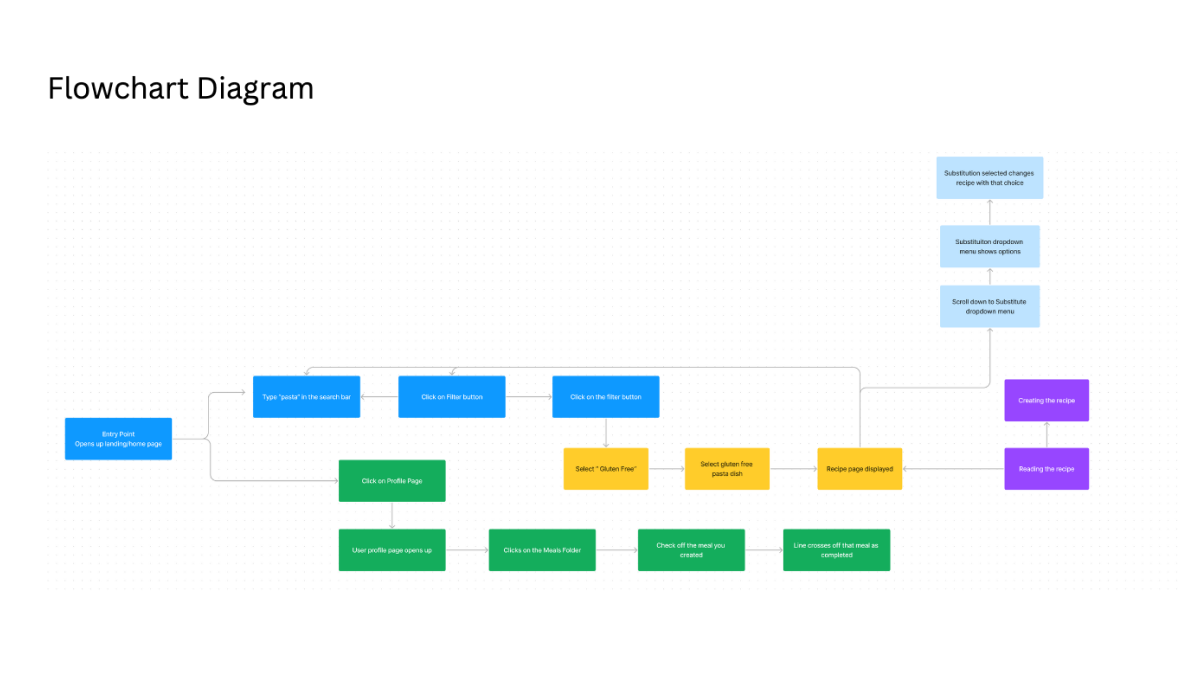 Flowchart Diagram
Substitution selected changes
recipe with that choice
Substituiton dropdown
menu shows options
Scroll down to Substitute
dropdown menu
Type "pasta" in the search bar
Click on Filter button
Click on the filter button
Creating the recipe
Entry Point
Opens up landing/home page
Select " Gluten Free"
Select gluten free
pasta dish
Recipe page displayed
Reading the recipe
Click on Profile Page
User profile page opens up
Clicks on the Meals Folder
Check off the meal you
created
Line crosses off that meal as
completed